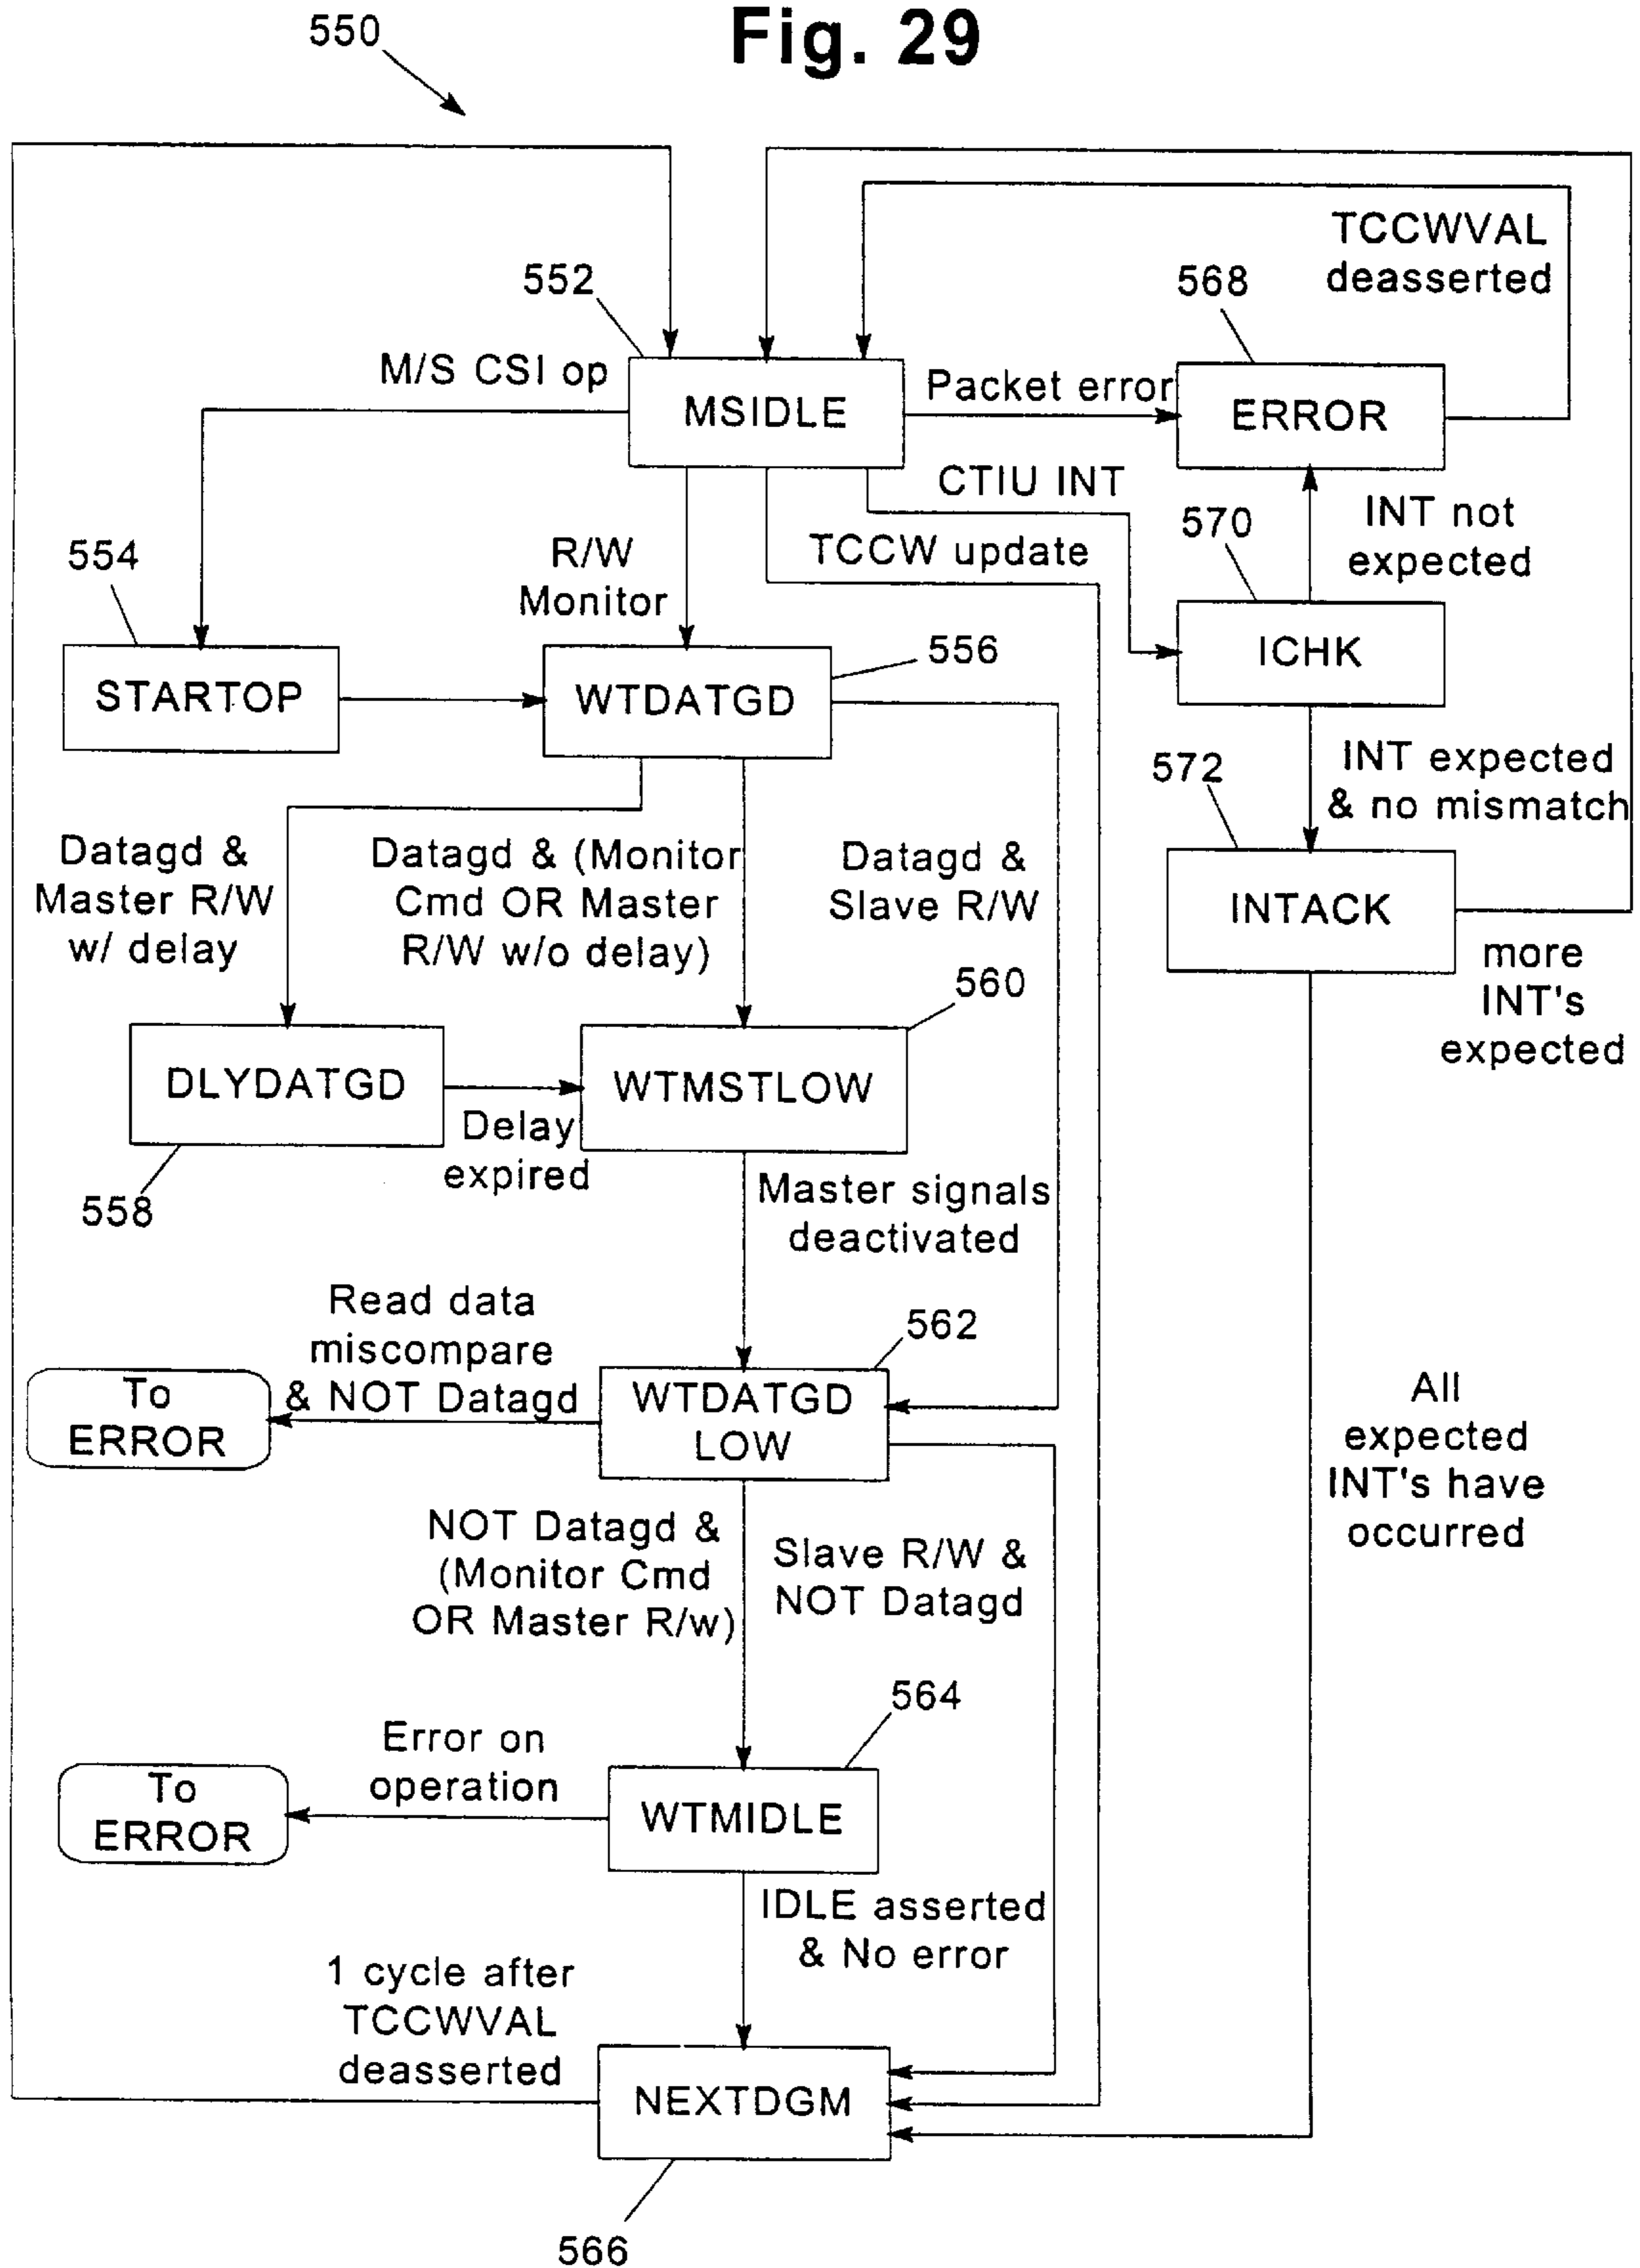 Fig. 29
550
TCCWVAL
deasserted
552
568
M/S CSI op
MSIDLE
Packet error
ERROR
CTIU INT
INT not
expected
570
554
R/W
Monitor
TCCW update
556
ICHK
STARTOP
WTDATGD
572
INT expected
& no mismatch
Datagd &
Master R/W
w/ delay
Datagd & (Monitor
Cmd OR Master
R/W w/o delay)
Datagd &
Slave R/W
INTACK
more
INT's
expected
560
DLYDATGD
WTMSTLOW
Delay
expired
558
Master signals
deactivated
Read data
miscompare
& NOT Datagd
562
To
ERROR
WTDATGD
LOW
All
expected
INT's have
occurred
NOT Datagd &
(Monitor Cmd
OR Master R/w)
Slave R/W &
NOT Datagd
564
Error on
operation
To
ERROR
WTMIDLE
IDLE asserted
& No error
1 cycle after
TCCWVAL
deasserted
NEXTDGM
566